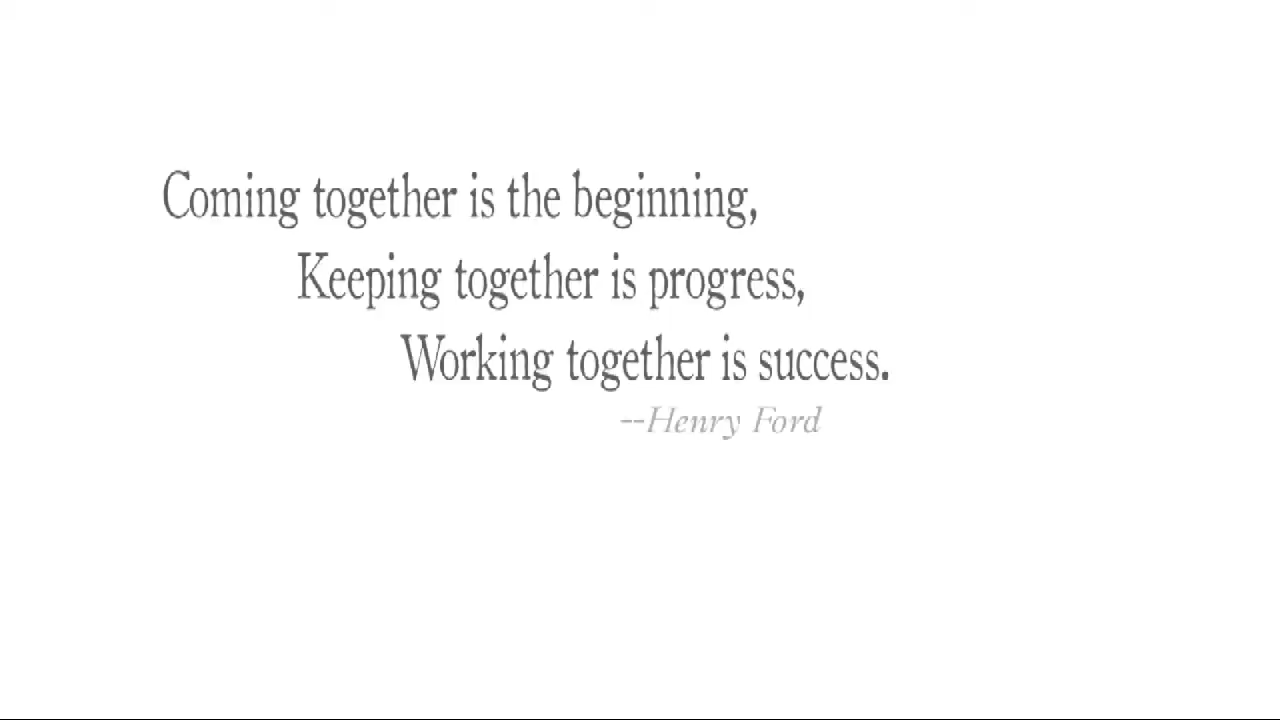 Coming together is the beginning,
Keeping together is progress,
Working together is success.
--Henry Ford